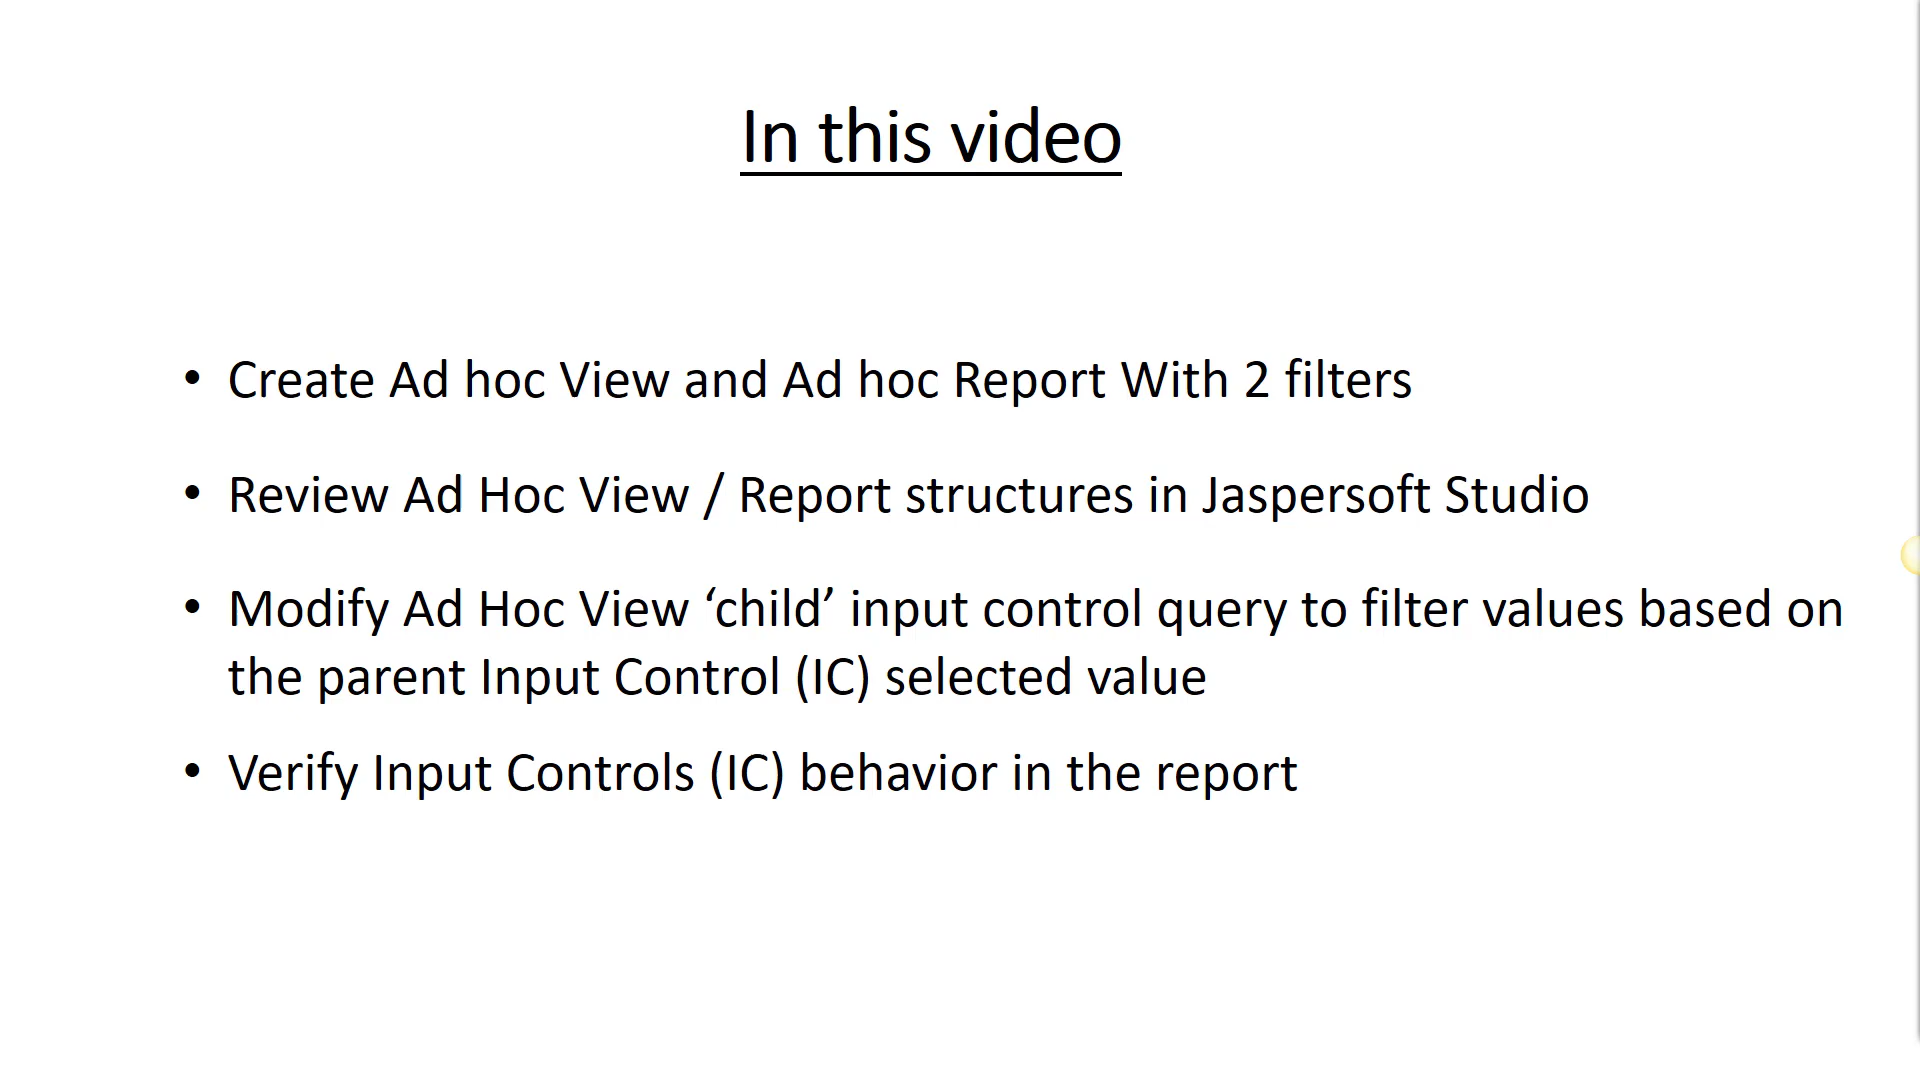 In this video
• Create Ad hoc View and Ad hoc Report With 2 filters
• Review Ad Hoc View / Report structures in Jaspersoft Studio
• Modify Ad Hoc View ‘child’ input control query to filter values based on
the parent Input Control (IC) selected value
• Verify Input Controls (IC) behavior in the report